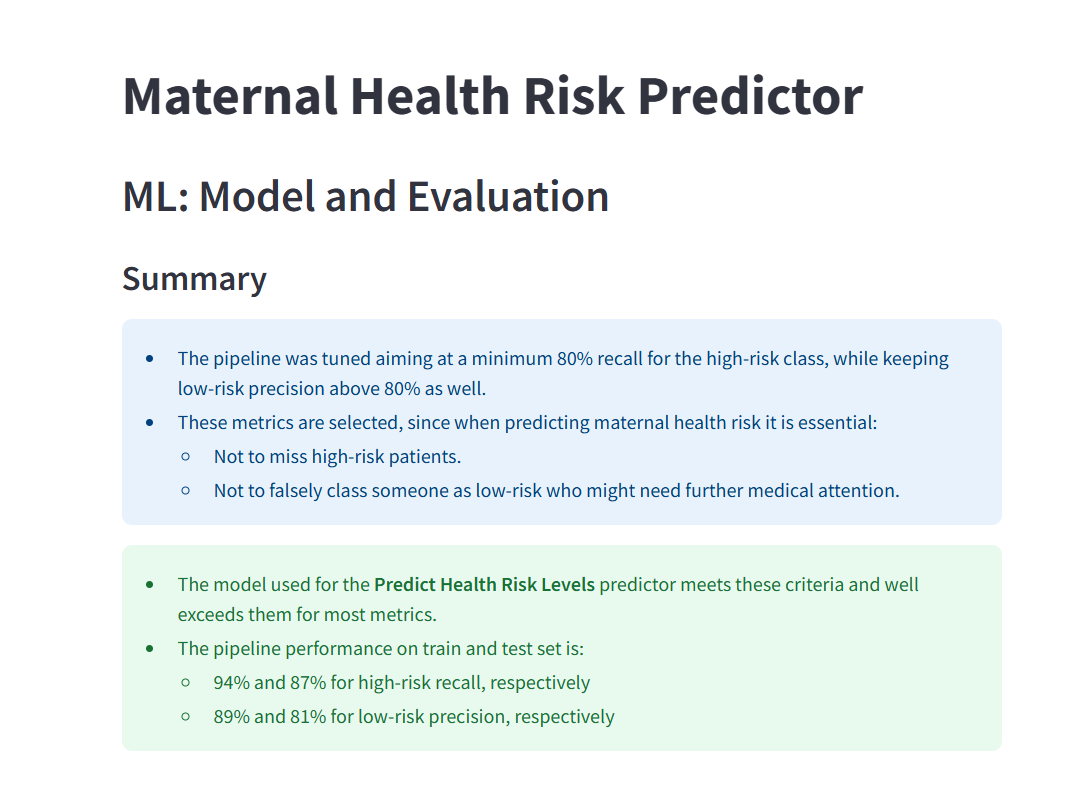 Maternal Health Risk Predictor
ML: Model and Evaluation
Summary
• The pipeline was tuned aiming at a minimum 80% recall for the high-risk class, while keeping
low-risk precision above 80% as well.
• These metrics are selected, since when predicting maternal health risk it is essential:
◦ Not to miss high-risk patients.
◦ Not to falsely class someone as low-risk who might need further medical attention.
• The model used for the Predict Health Risk Levels predictor meets these criteria and well
exceeds them for most metrics.
• The pipeline performance on train and test set is:
◦ 94% and 87% for high-risk recall, respectively
◦ 89% and 81% for low-risk precision, respectively